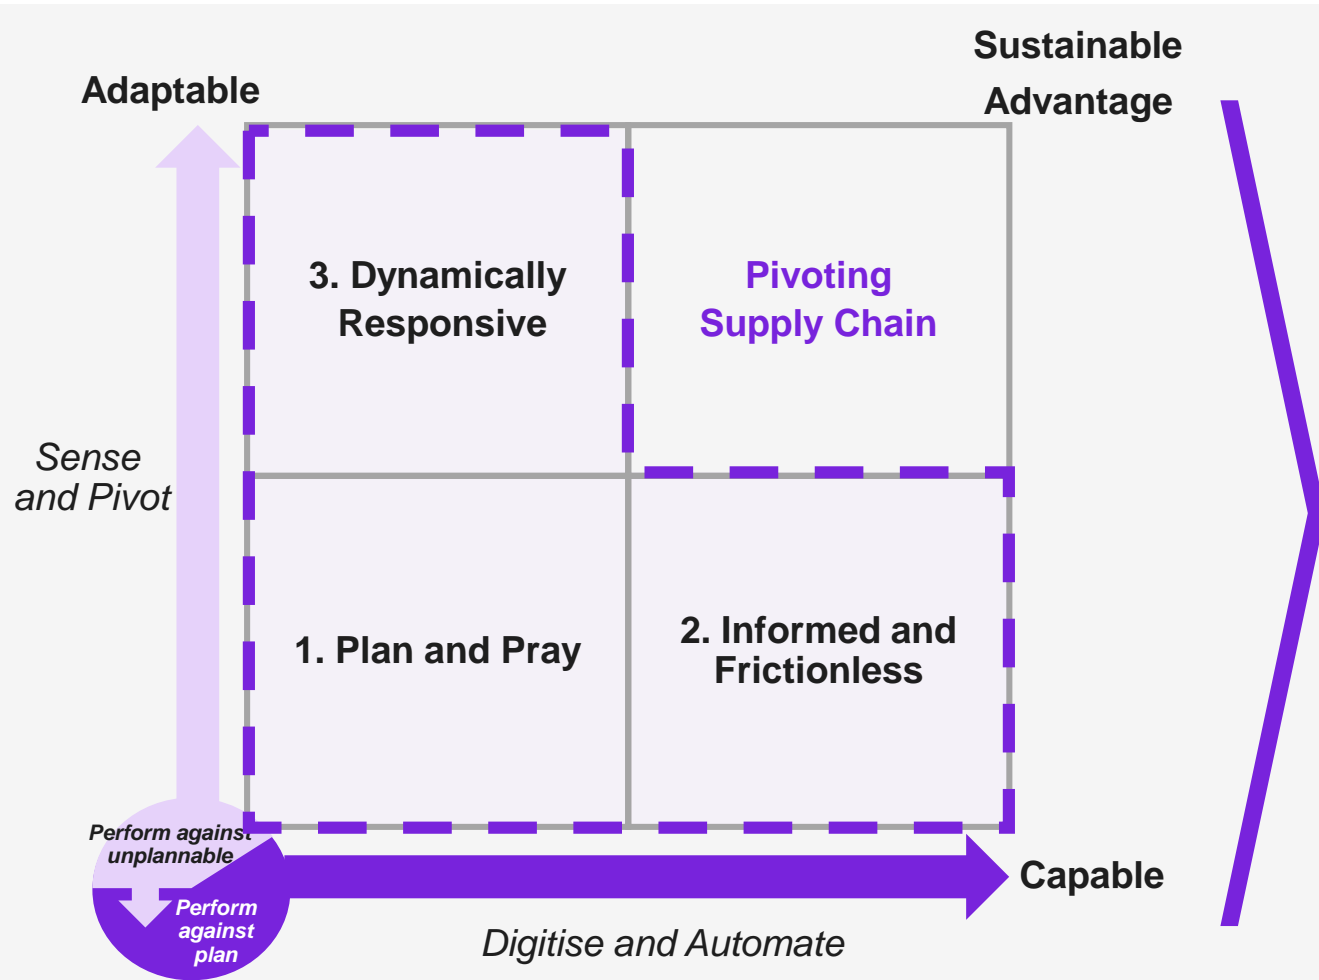 Sustainable
Advantage
Adaptable
3. Dynamically
Responsive
Pivoting
Supply Chain
Sense
and Pivot
1. Plan and Pray
2. Informed and
Frictionless
Perform against
unplannable
Perform
against
plan
Capable
Digitise and Automate